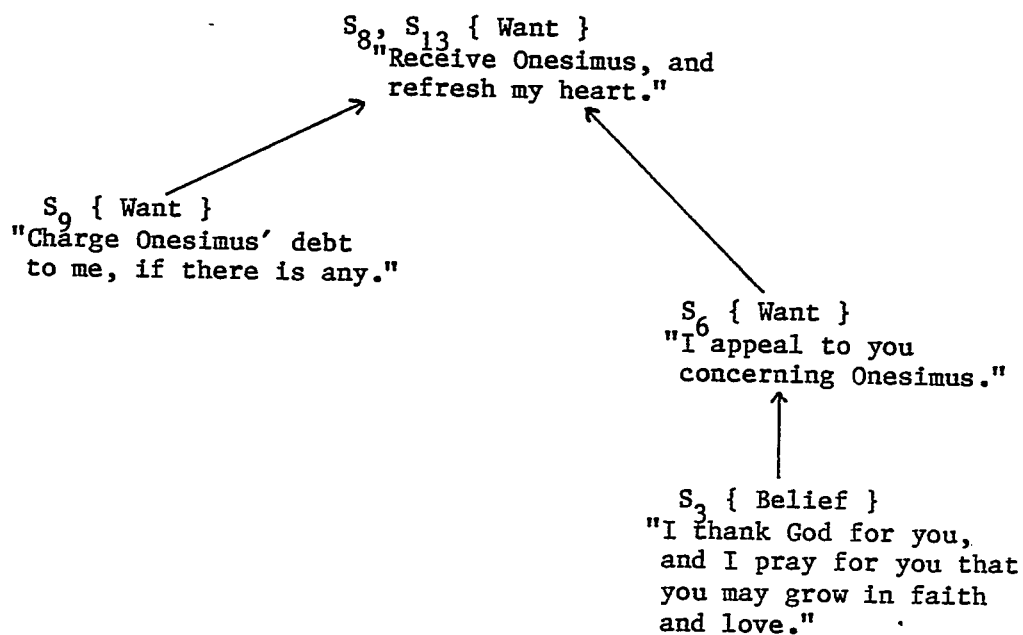 S8, S13 { Want }
"Receive Onesimus, and
refresh my heart."
S9 { Want }
"Charge Onesimus' debt
to me, if there is any."
S6 { Want }
"I appeal to you
concerning Onesimus."
S3 { Belief }
"I thank God for you,
and I pray for you that
you may grow in faith
and love."